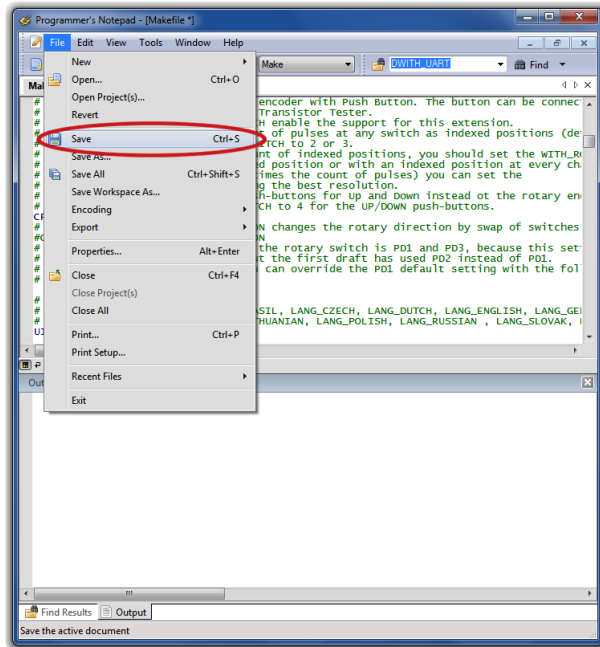 Programmer's Notepad - [Makefile *]
File Edit View Tools Window Help
Make DWITH_UART Find
New
Open... Ctrl+O
Open Project(s)...
Revert
Save Ctrl+S
Save As...
Save All Ctrl+Shift+S
Save Workspace As...
Encoding
Export
Properties... Alt+Enter
Close Ctrl+F4
Close Project(s)
Close All
Print... Ctrl+P
Print Setup...
Recent Files
Exit
encoder with Push Button. The button can be connec
Transistor Tester.
H enable the support for this extension.
t of pulses at any switch as indexed positions (de
TCH to 2 or 3.
nt of indexed positions, you should set the WITH_R
ed position or with an indexed position at every ch
times the count of pulses) you can set the
g the best resolution.
h-buttons for Up and Down instead ot the rotary en
TCH to 4 for the UP/DOWN push-buttons.
N changes the rotary direction by swap of switches
ON
the rotary switch is PD1 and PD3, because this set
t the first draft has used PD2 instead of PD1.
can override the PD1 default setting with the fol
ASIL, LANG_CZECH, LANG_DUTCH, LANG_ENGLISH, LANG_GE
HUANIAN, LANG_POLISH, LANG_RUSSIAN , LANG_SLOVAK,
UI
Out
Find Results Output
Save the active document